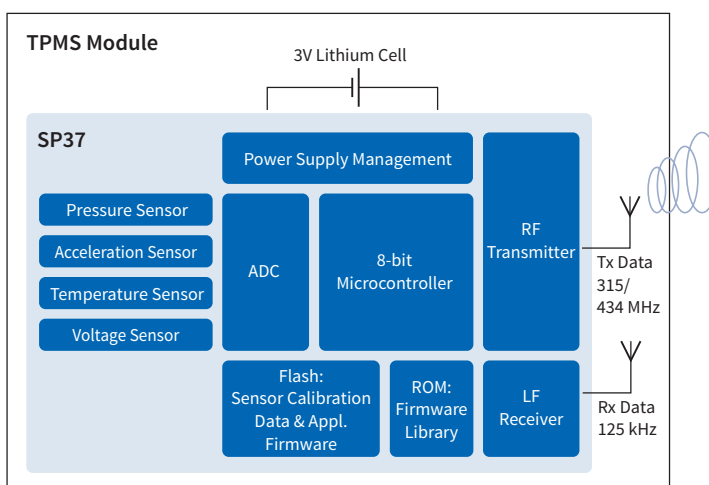 TPMS Module
3V Lithium Cell
SP37
Power Supply Management
Pressure Sensor
Acceleration Sensor
Temperature Sensor
Voltage Sensor
ADC
8-bit
Microcontroller
RF
Transmitter
Tx Data
315/
434 MHz
Flash:
Sensor Calibration
Data & Appl.
Firmware
ROM:
Firmware
Library
LF
Receiver
Rx Data
125 kHz